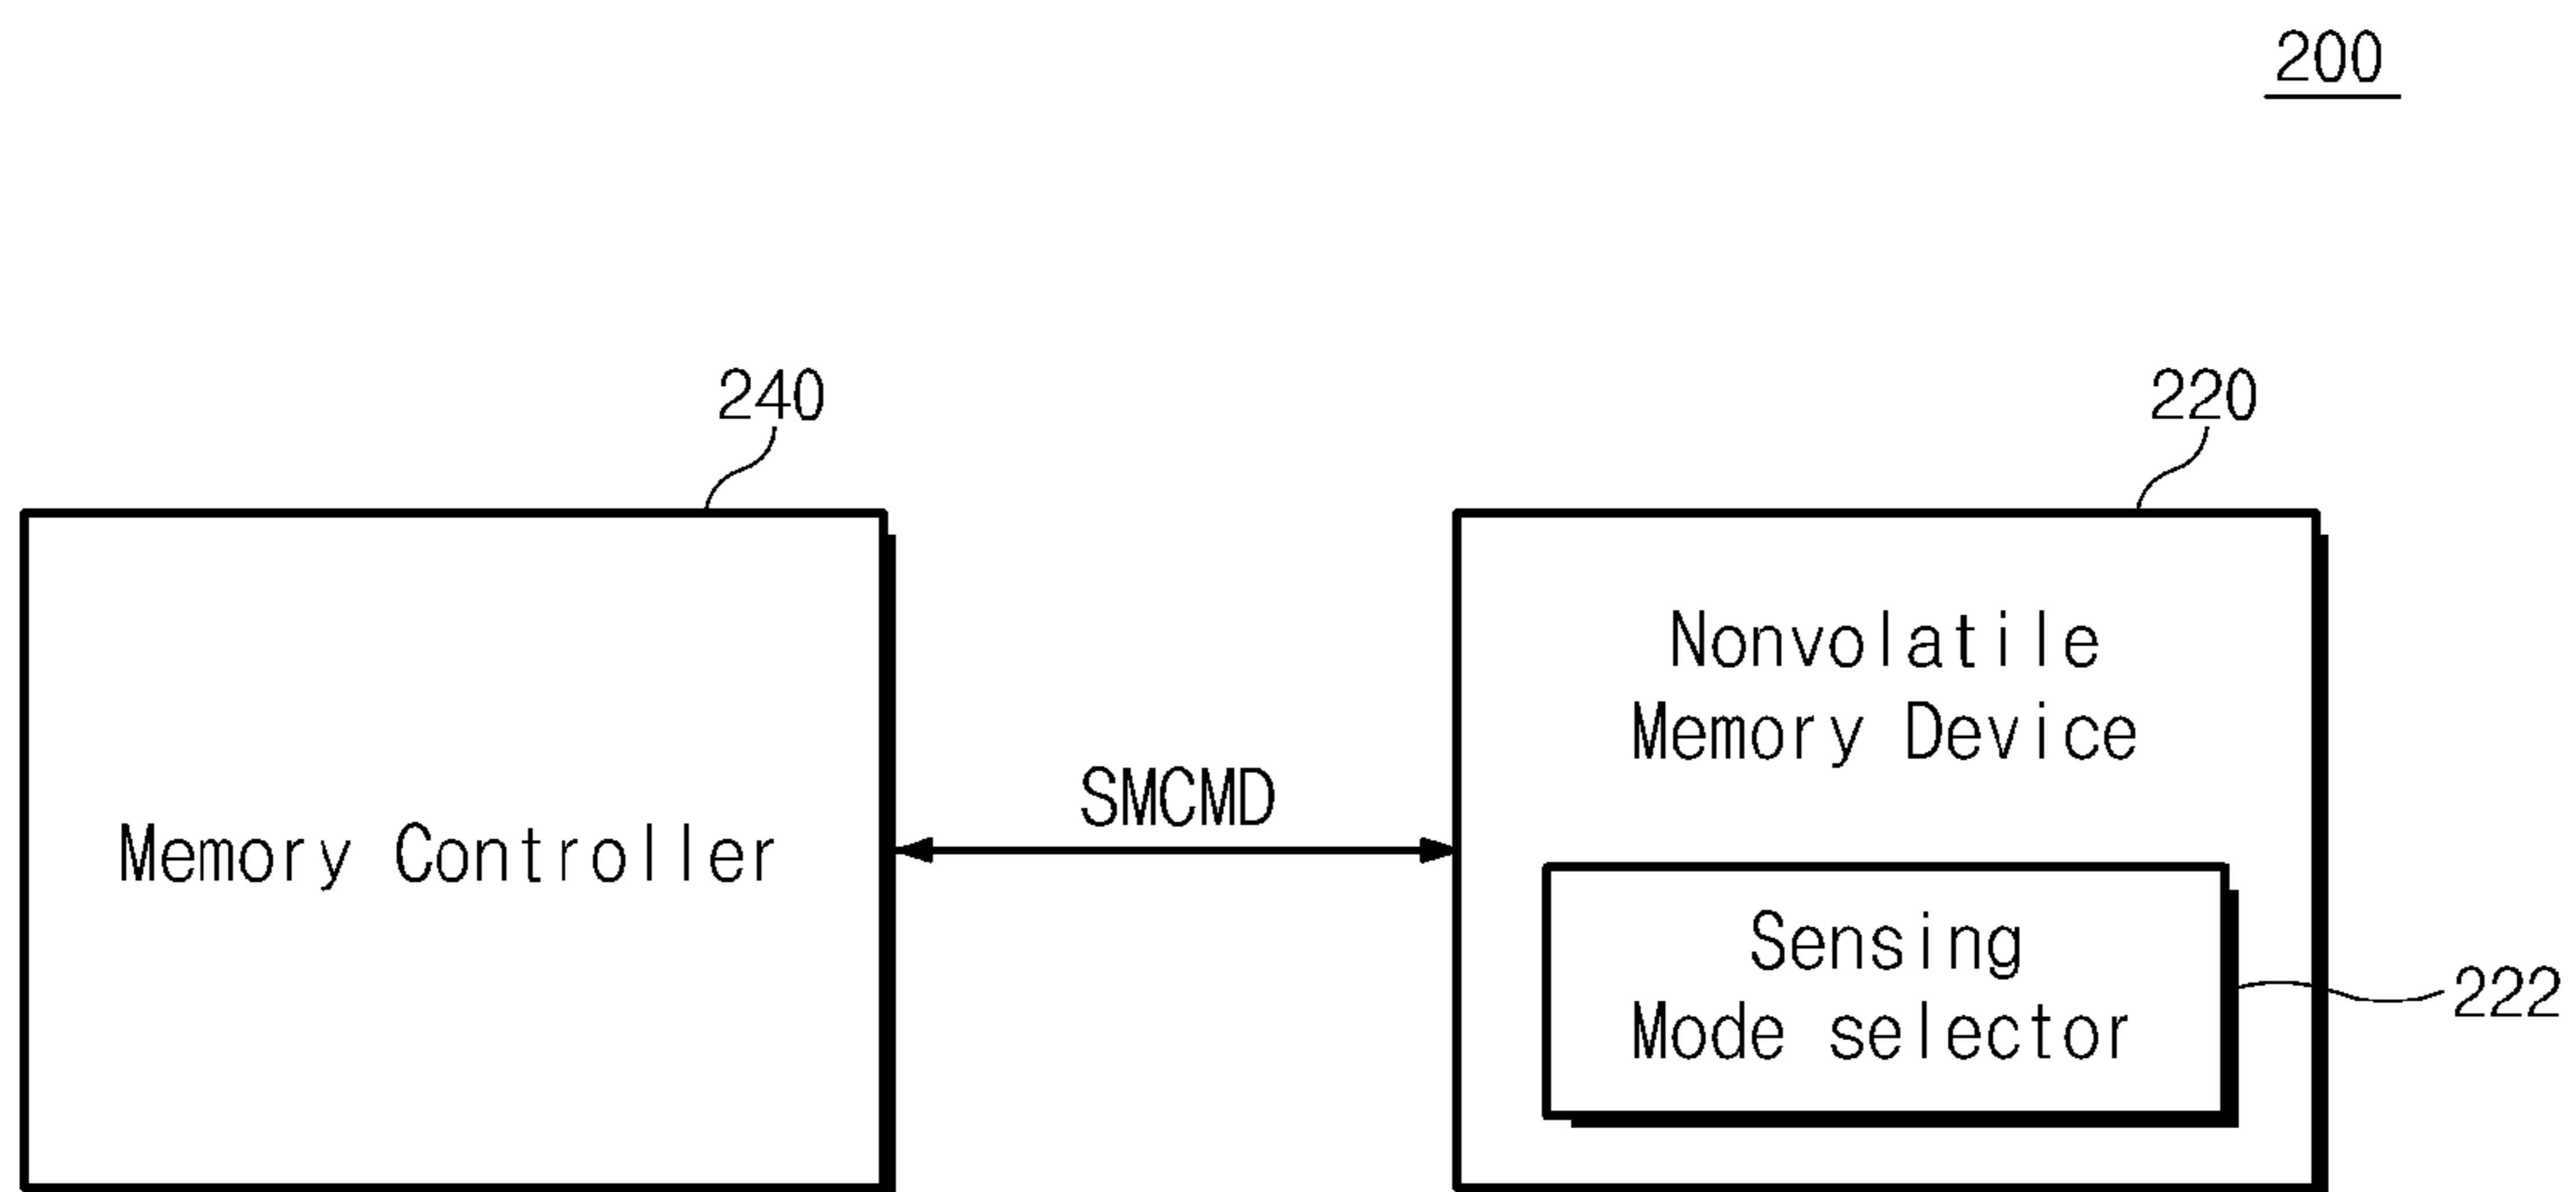 200
240
220
Nonvolatile
Memory Device
SMCMD
Memory Controller
Sensing
Mode selector
222